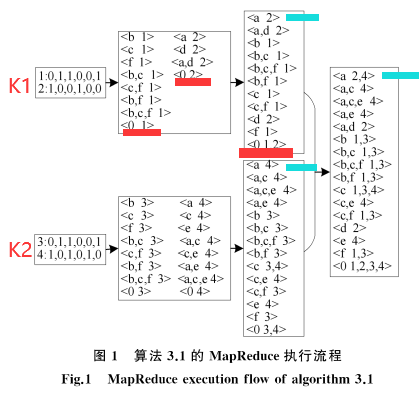 K1
1:0,1,1,0,0,1
2:1,0,0,1,0,0
<b 1> <a 2>
<c 1> <d 2>
<f 1> <a,d 2>
<b,c 1> <0 2>
<c,f 1>
<b,f 1>
<b,c,f 1>
<0 1>
<a 2>
<a,d 2>
<b 1>
<b,c 1>
<b,c,f 1>
<b,f 1>
<c 1>
<c,f 1>
<d 2>
<f 1>
<0 1,2>
K2
3:0,1,1,0,0,1
4:1,0,1,0,1,0
<b 3> <a 4>
<c 3> <c 4>
<f 3> <e 4>
<b,c 3> <a,c 4>
<c,f 3> <c,e 4>
<b,f 3> <a,e 4>
<b,c,f 3> <a,c,e 4>
<0 3> <0 4>
<a 4>
<a,c 4>
<a,c,e 4>
<a,e 4>
<b 3>
<b,c 3>
<b,c,f 3>
<b,f 3>
<c 3,4>
<c,e 4>
<c,f 3>
<e 4>
<f 3>
<0 3,4>
<a 2,4>
<a,c 4>
<a,c,e 4>
<a,e 4>
<a,d 2>
<b 1,3>
<b,c 1,3>
<b,c,f 1,3>
<b,f 1,3>
<c 1,3,4>
<c,e 4>
<c,f 1,3>
<d 2>
<e 4>
<f 1,3>
<0 1,2,3,4>
图 1 算法 3.1 的 MapReduce 执行流程
Fig.1 MapReduce execution flow of algorithm 3.1